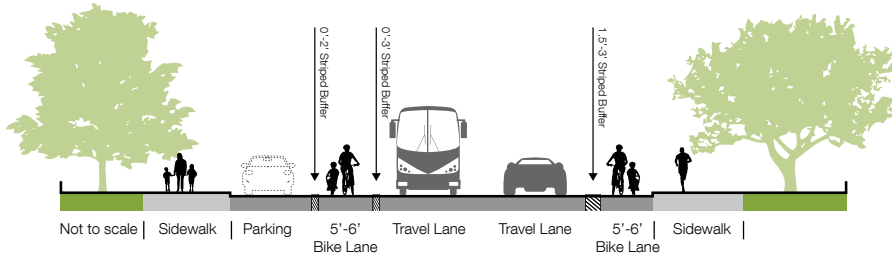 0'-2' Striped Buffer
0'-3' Striped Buffer
1.5'-3' Striped Buffer
Not to scale
Sidewalk
Parking
5'-6'
Bike Lane
Travel Lane
Travel Lane
5'-6'
Bike Lane
Sidewalk